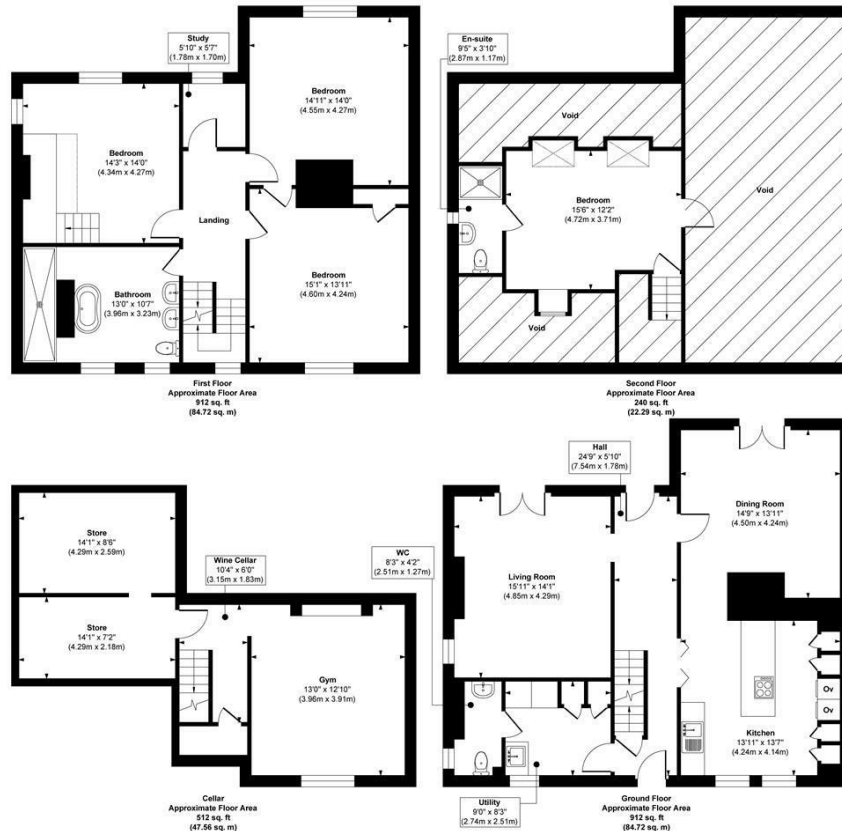 Study
5'10" x 5'7"
(1.78m x 1.70m)
Bedroom
14'11" x 14'0"
(4.55m x 4.27m)
Bedroom
14'3" x 14'0"
(4.34m x 4.27m)
Landing
Bedroom
15'1" x 13'11"
(4.60m x 4.24m)
Bathroom
13'0" x 10'7"
(3.96m x 3.23m)
First Floor
Approximate Floor Area
912 sq. ft
(84.72 sq. m)
En-suite
9'5" x 3'10"
(2.87m x 1.17m)
Void
Bedroom
15'6" x 12'2"
(4.72m x 3.71m)
Void
Void
Second Floor
Approximate Floor Area
240 sq. ft
(22.29 sq. m)
Store
14'1" x 8'6"
(4.29m x 2.59m)
Wine Cellar
10'4" x 6'0"
(3.15m x 1.83m)
Store
14'1" x 7'2"
(4.29m x 2.18m)
Gym
13'0" x 12'10"
(3.96m x 3.91m)
Cellar
Approximate Floor Area
512 sq. ft
(47.56 sq. m)
Hall
24'9" x 5'10"
(7.54m x 1.78m)
Dining Room
14'9" x 13'11"
(4.50m x 4.24m)
WC
8'3" x 4'2"
(2.51m x 1.27m)
Living Room
15'11" x 14'1"
(4.85m x 4.29m)
Ov
Ov
Kitchen
13'11" x 13'7"
(4.24m x 4.14m)
Utility
9'0" x 8'3"
(2.74m x 2.51m)
Ground Floor
Approximate Floor Area
912 sq. ft
(84.72 sq. m)